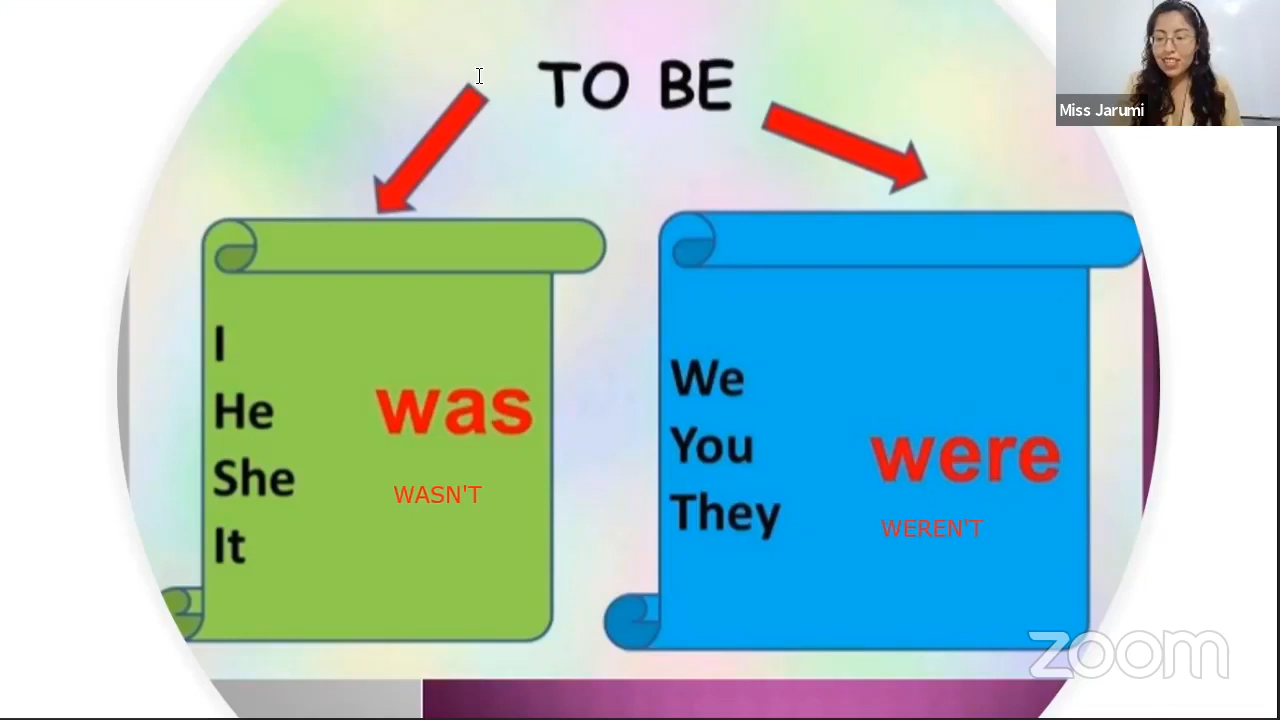 TO BE
Miss Jarumi
I
He
She
It
was
WASN'T
We
You
They
were
WEREN'T
zoom